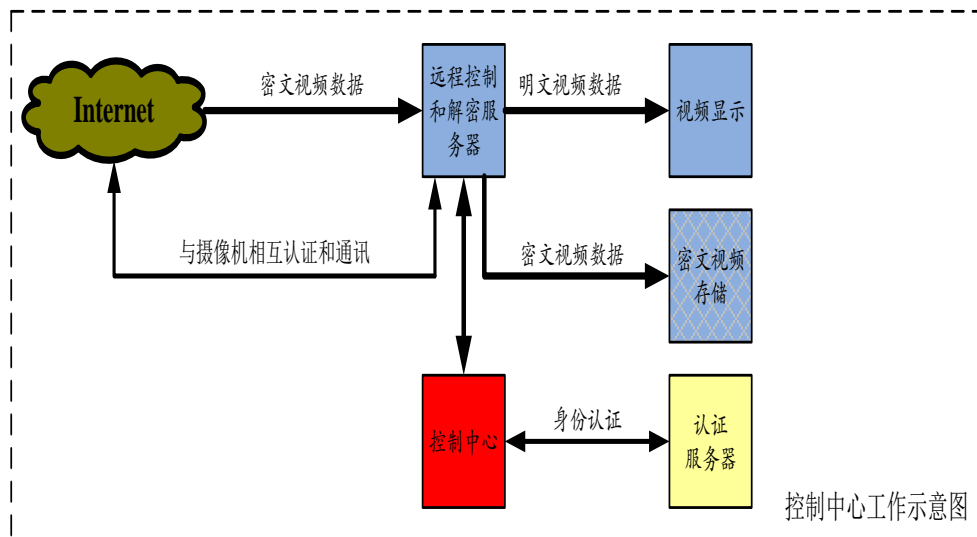 密文视频数据
Internet
远程控制
和解密服
务器
明文视频数据
视频显示
与摄像机相互认证和通讯
密文视频数据
密文视频
存储
控制中心
身份认证
认证
服务器
控制中心工作示意图